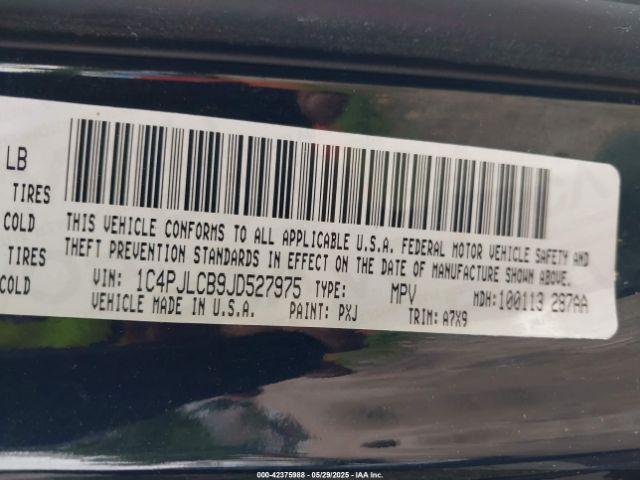 LB
TIRES
COLD
TIRES
COLD
THIS VEHICLE CONFORMS TO ALL APPLICABLE U.S.A. FEDERAL MOTOR VEHICLE SAFETY AND
THEFT PREVENTION STANDARDS IN EFFECT ON THE DATE OF MANUFACTURE SHOWN ABOVE.
VIN: 1C4PJLCB9JD527975 TYPE: MPV MDH:100113 287AA
VEHICLE MADE IN U.S.A. PAINT: PXJ TRIM: A7X9
000-42375988 - 05/29/2025 - IAA Inc.